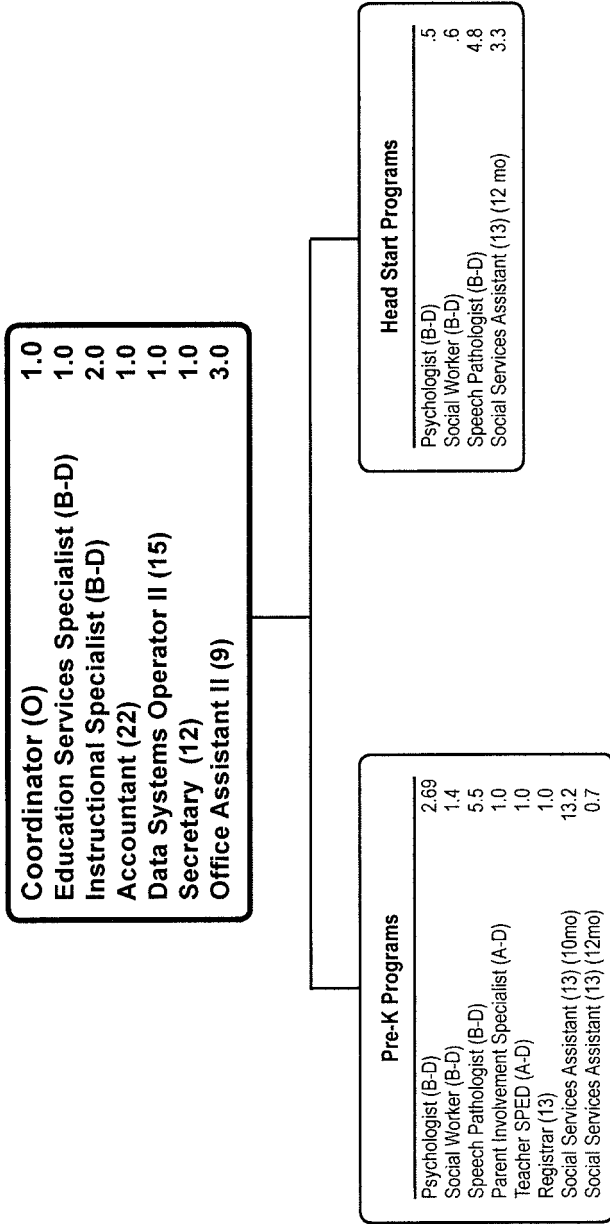 Coordinator (O) 1.0
Education Services Specialist (B-D) 1.0
Instructional Specialist (B-D) 2.0
Accountant (22) 1.0
Data Systems Operator II (15) 1.0
Secretary (12) 1.0
Office Assistant II (9) 3.0
Pre-K Programs
Psychologist (B-D) 2.69
Social Worker (B-D) 1.4
Speech Pathologist (B-D) 5.5
Parent Involvement Specialist (A-D) 1.0
Teacher SPED (A-D) 1.0
Registrar (13) 1.0
Social Services Assistant (13) (10mo) 13.2
Social Services Assistant (13) (12mo) 0.7
Head Start Programs
Psychologist (B-D) .5
Social Worker (B-D) .6
Speech Pathologist (B-D) 4.8
Social Services Assistant (13) (12 mo) 3.3